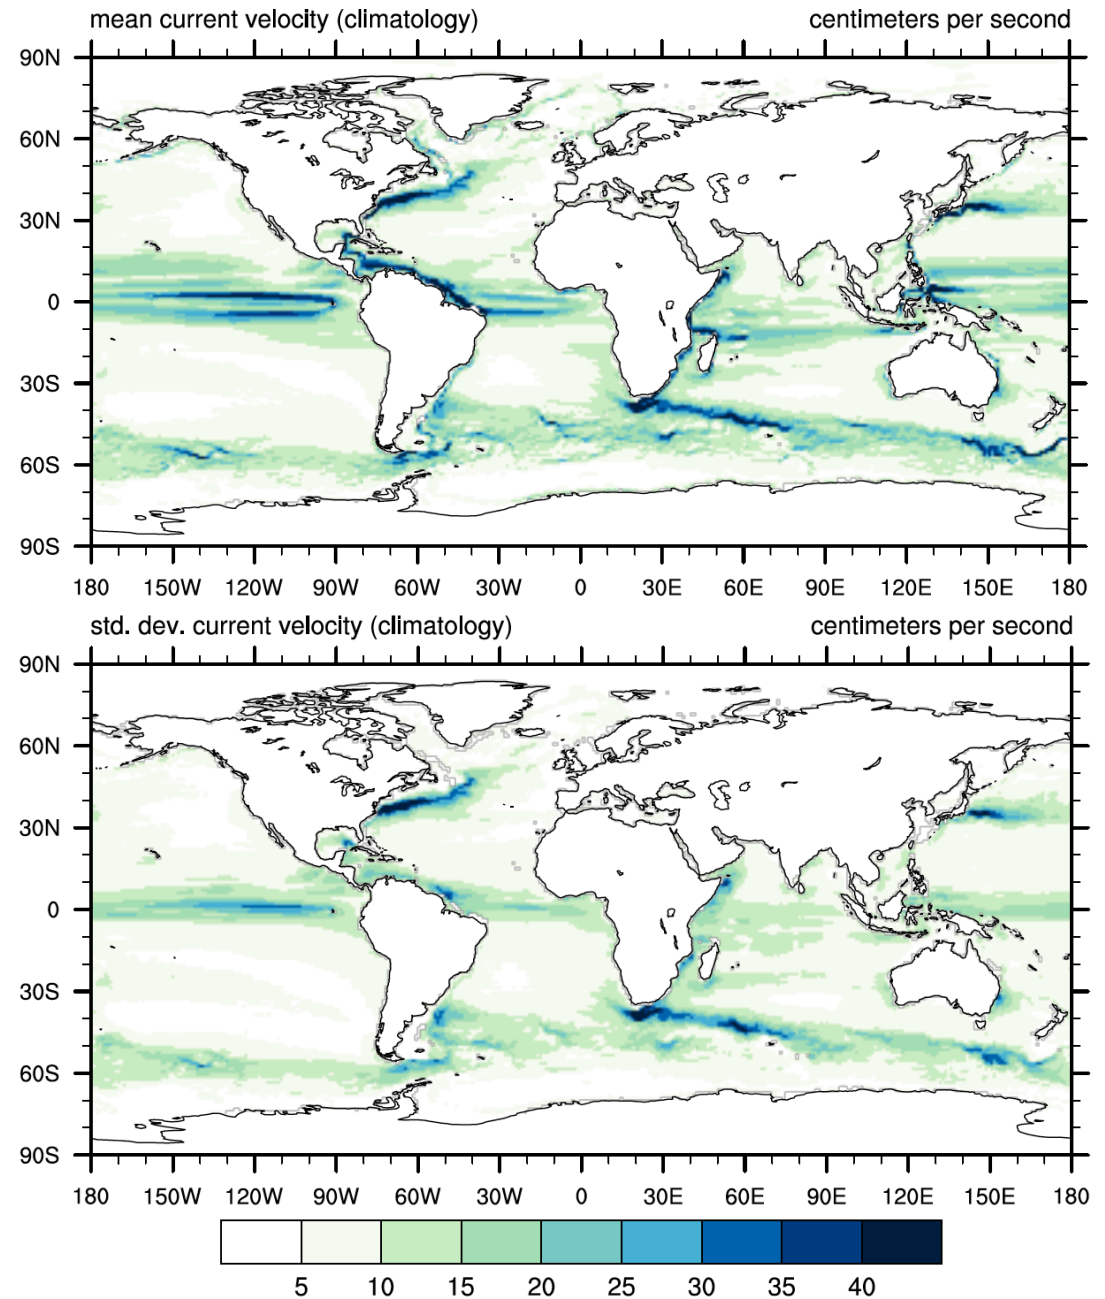 mean current velocity (climatology) centimeters per second
90N
60N
30N
0
30S
60S
90S
180 150W 120W 90W 60W 30W 0 30E 60E 90E 120E 150E 180
std. dev. current velocity (climatology) centimeters per second
90N
60N
30N
0
30S
60S
90S
180 150W 120W 90W 60W 30W 0 30E 60E 90E 120E 150E 180
5 10 15 20 25 30 35 40